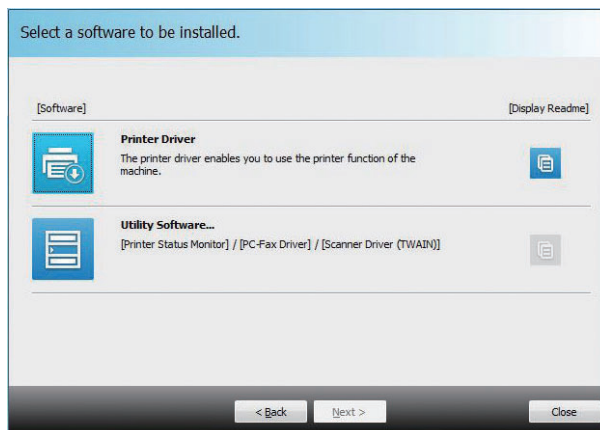 Select a software to be installed.
[Software] [Display Readme]
Printer Driver
The printer driver enables you to use the printer function of the
machine.
Utility Software...
[Printer Status Monitor] / [PC-Fax Driver] / [Scanner Driver (TWAIN)]
< Back Next > Close